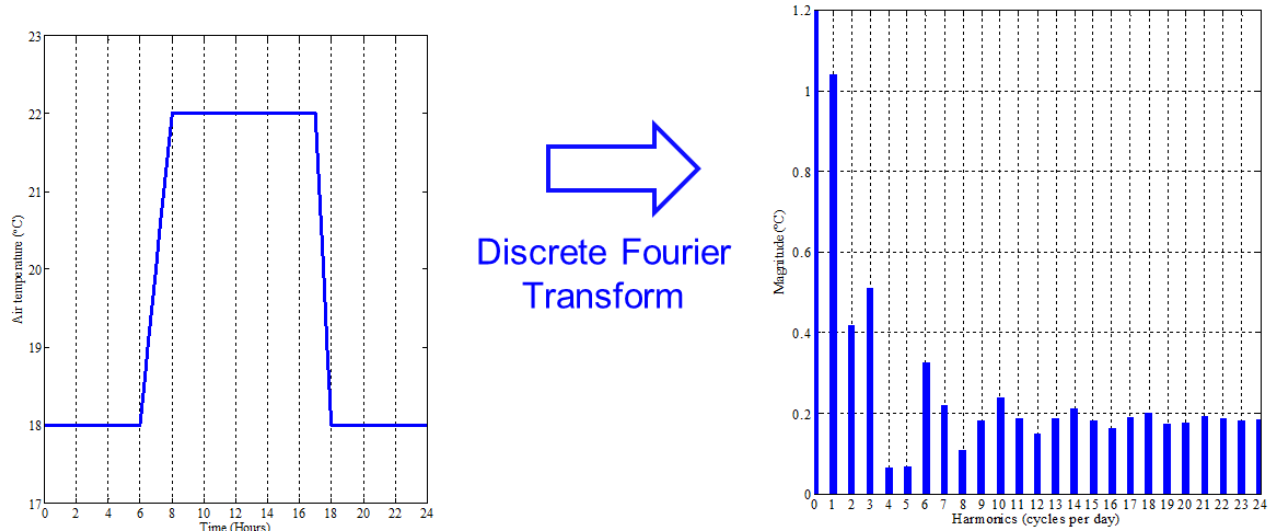 23
22
21
20
19
18
17
Air temperature (°C)
0 2 4 6 8 10 12 14 16 18 20 22 24
Time (Hours)
Discrete Fourier
Transform
1.2
1
0.8
0.6
0.4
0.2
0
Magnitude (°C)
0 1 2 3 4 5 6 7 8 9 10 11 12 13 14 15 16 17 18 19 20 21 22 23 24
Harmonics (cycles per day)